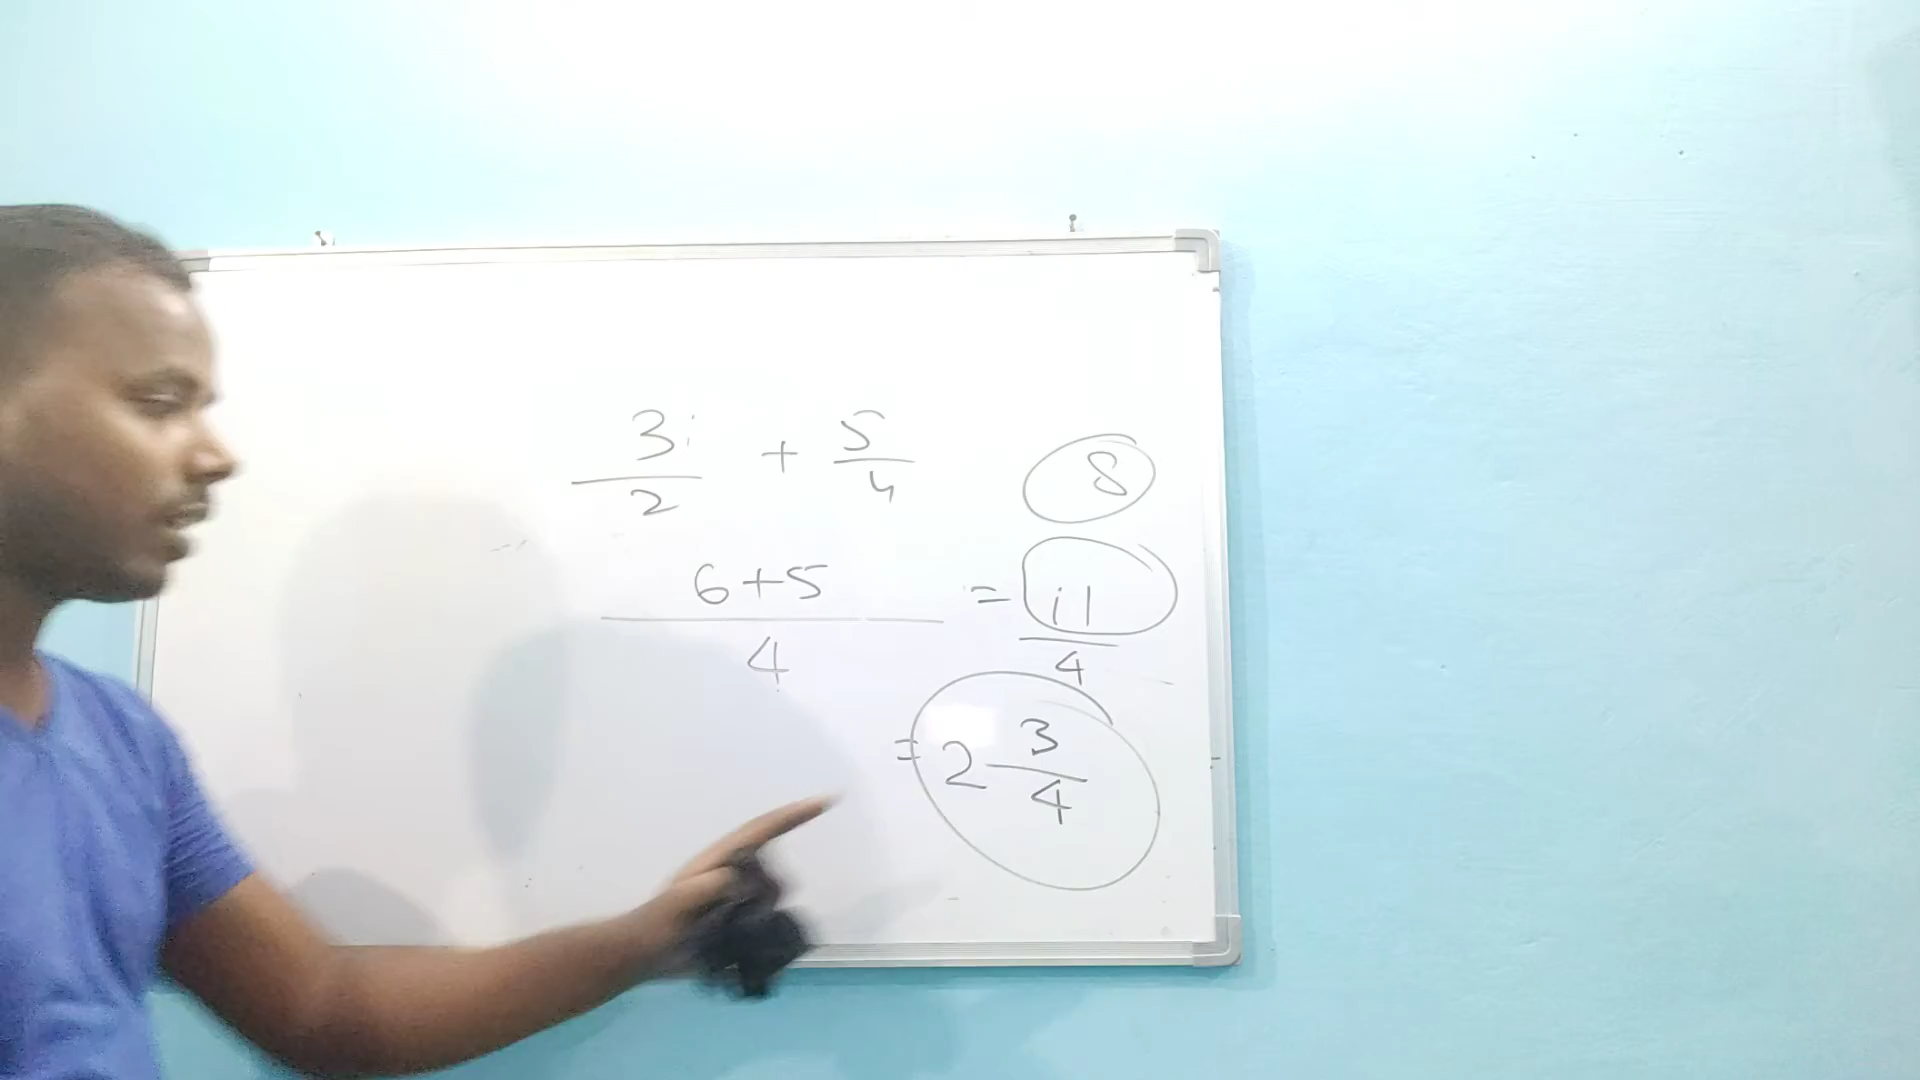 3/2 + 5/4
8
6+5/4 = 11/4
= 2 3/4